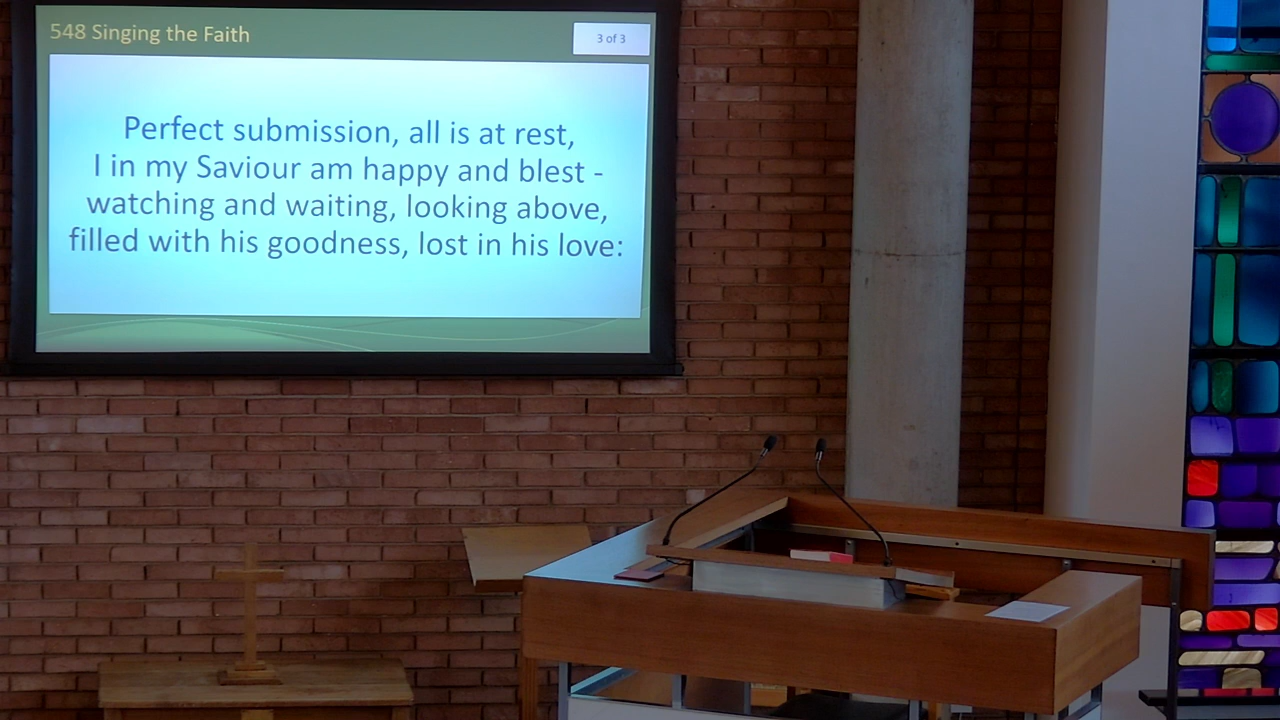 548 Singing the Faith
3 of 3
Perfect submission, all is at rest,
I in my Saviour am happy and blest -
watching and waiting, looking above,
filled with his goodness, lost in his love: